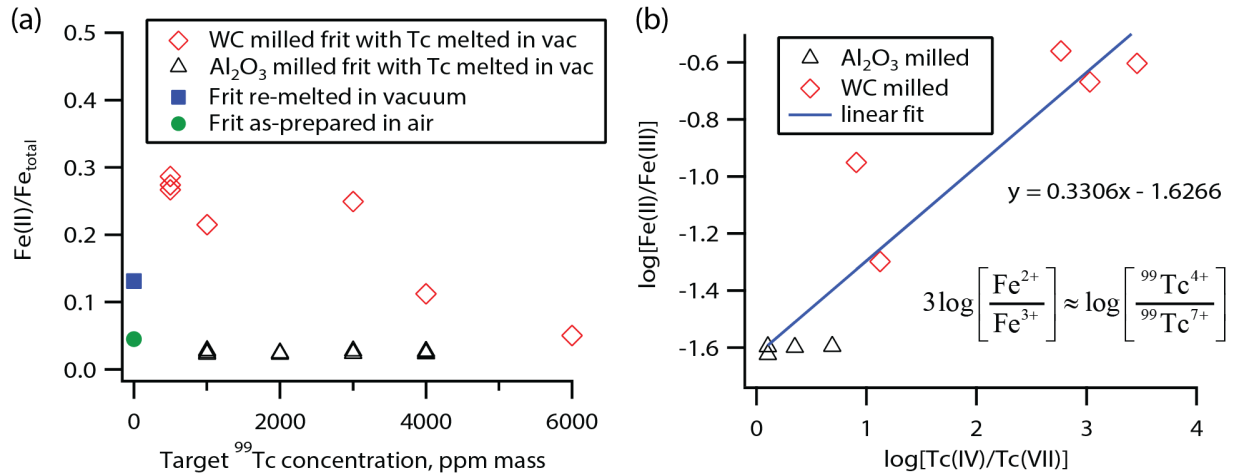 (a)
0.5
0.4
0.3
0.2
0.1
0.0
Fe(II)/Fe_total
WC milled frit with Tc melted in vac
Al₂O₃ milled frit with Tc melted in vac
Frit re-melted in vacuum
Frit as-prepared in air
0 2000 4000 6000
Target ⁹⁹Tc concentration, ppm mass
(b)
-0.6
-0.8
-1.0
-1.2
-1.4
-1.6
log[Fe(II)/Fe(III)]
Al₂O₃ milled
WC milled
linear fit
y = 0.3306x - 1.6266
3log[Fe²⁺/Fe³⁺] ≈ log[⁹⁹Tc⁴⁺/⁹⁹Tc⁷⁺]
0 1 2 3 4
log[Tc(IV)/Tc(VII)]